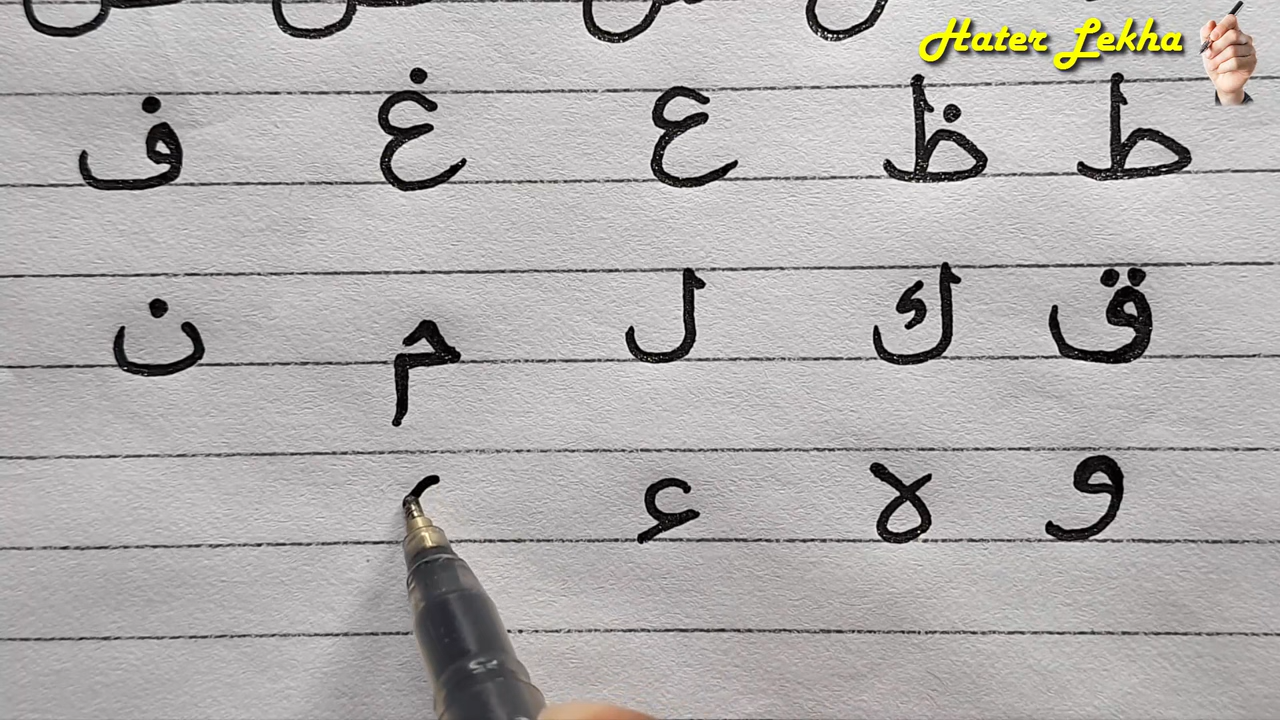 Hater Lekha
ط ظ ع غ ف
ق ك ل م ن
و لا ء